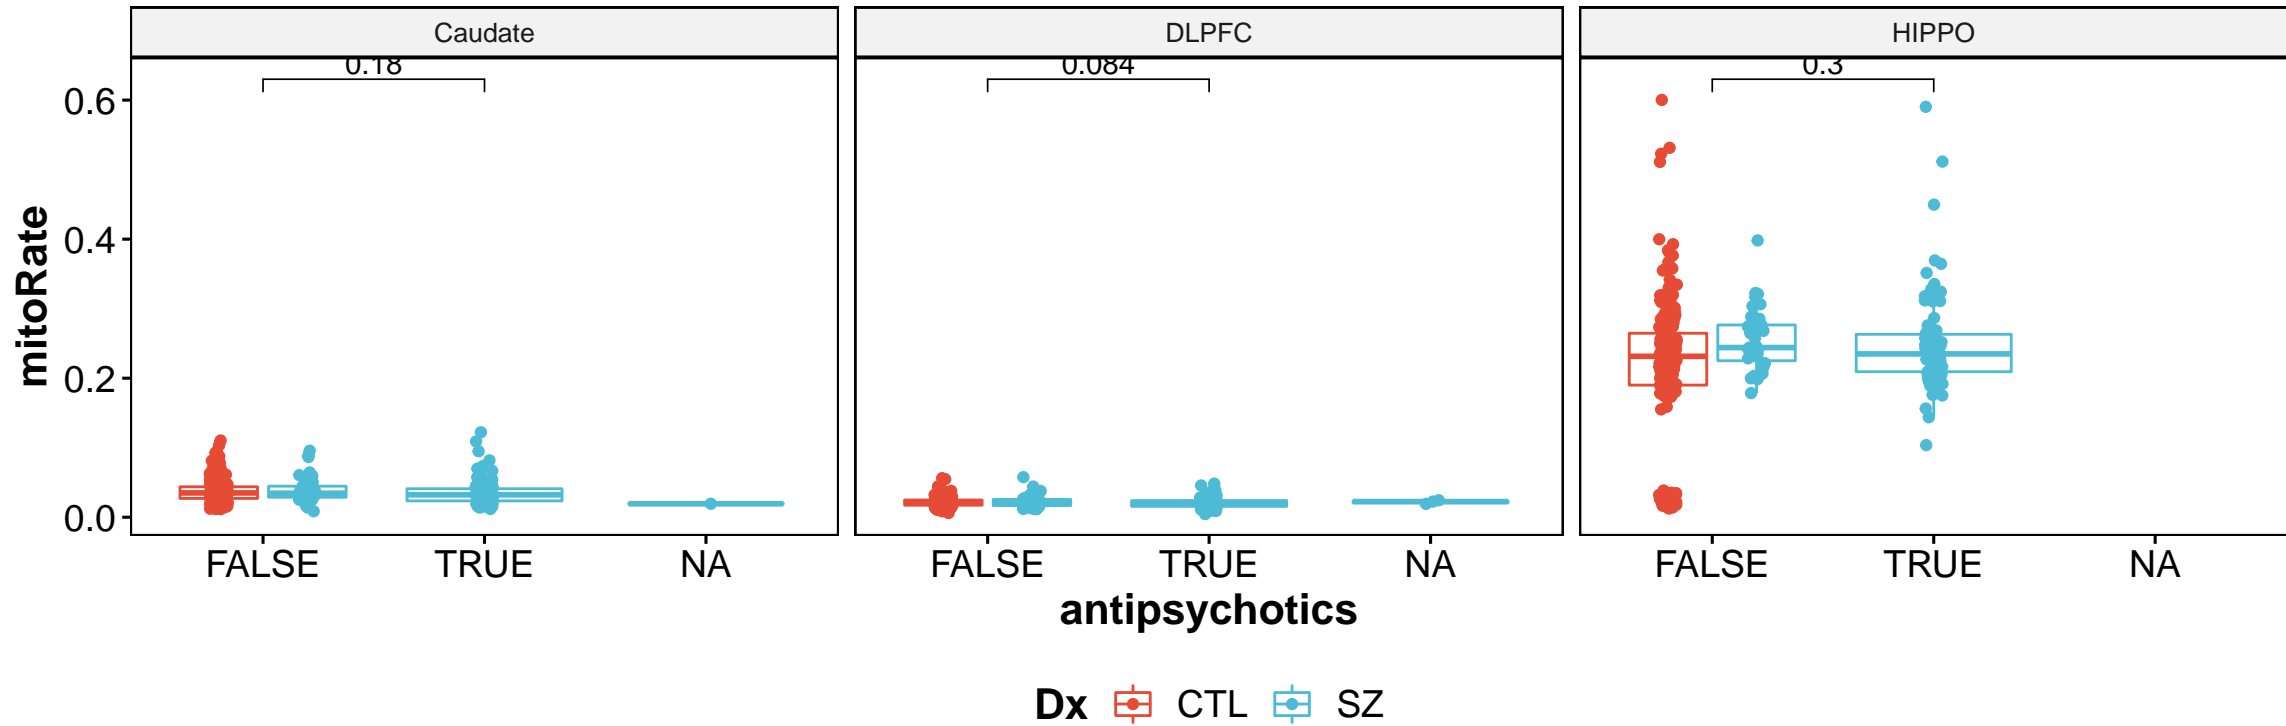 Caudate DLPFC HIPPO
0.18 0.084 0.3
0.6
0.4
0.2
0.0
mitoRate
FALSE TRUE NA FALSE TRUE NA FALSE TRUE NA
antipsychotics
Dx CTL SZ